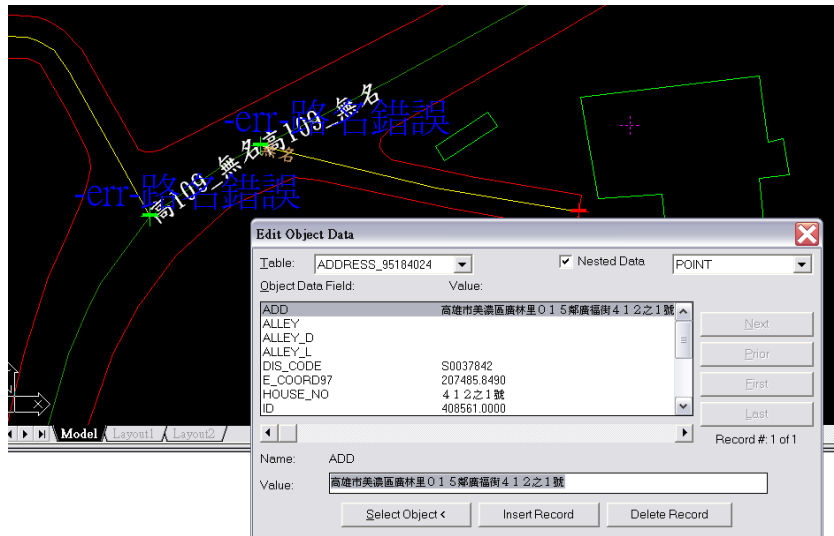 -err-路名錯誤
高109_無名
無名
-err-路名錯誤
高109_無名
Edit Object Data
Table: ADDRESS_95184024 Nested Data POINT
Object Data Field: Value:
ADD 高雄市美濃區廣林里０１５鄰廣福街４１２之１號
ALLEY
ALLEY_D
ALLEY_L
DIS_CODE S0037842
E_COORD97 207485.8490
HOUSE_NO ４１２之１號
ID 408561.0000
Next
Prior
First
Last
Record #: 1 of 1
Model Layout1 Layout2
Name: ADD
Value: 高雄市美濃區廣林里０１５鄰廣福街４１２之１號
Select Object < Insert Record Delete Record
X